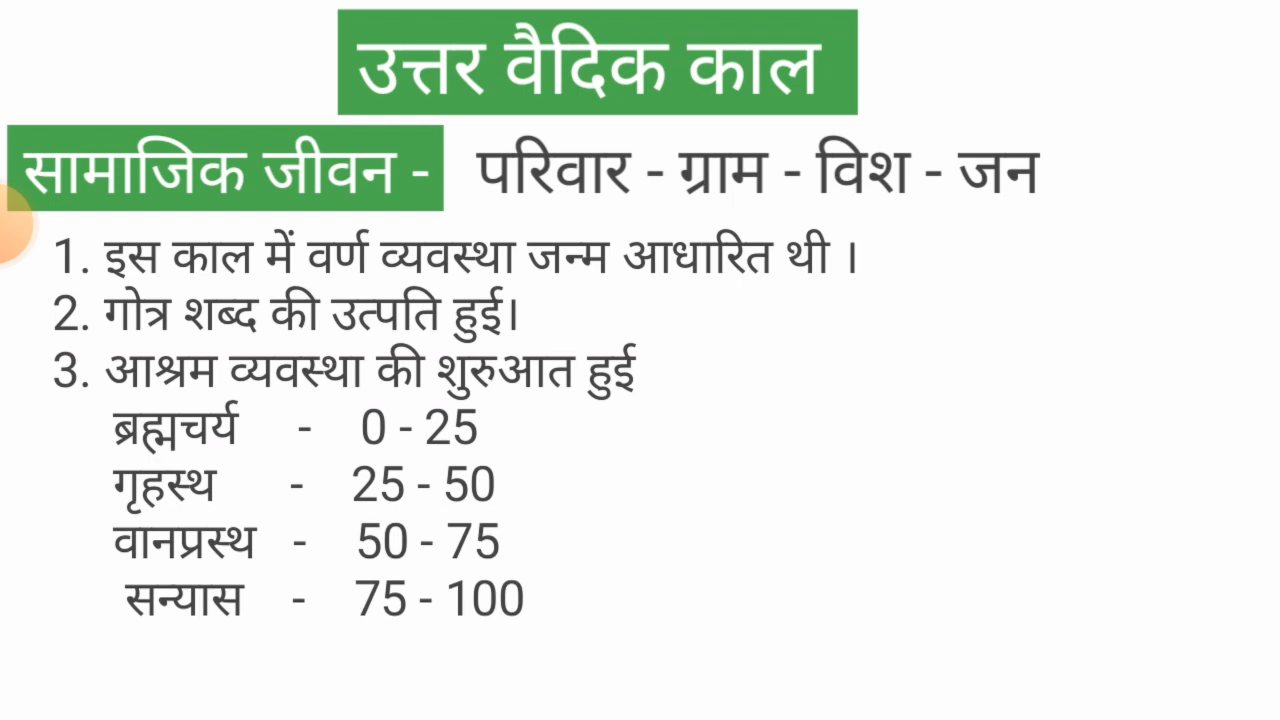 उत्तर वैदिक काल
सामाजिक जीवन - परिवार - ग्राम - विश - जन
1. इस काल में वर्ण व्यवस्था जन्म आधारित थी ।
2. गोत्र शब्द की उत्पति हुई।
3. आश्रम व्यवस्था की शुरुआत हुई
ब्रह्मचर्य - 0 - 25
गृहस्थ - 25 - 50
वानप्रस्थ - 50 - 75
सन्यास - 75 - 100